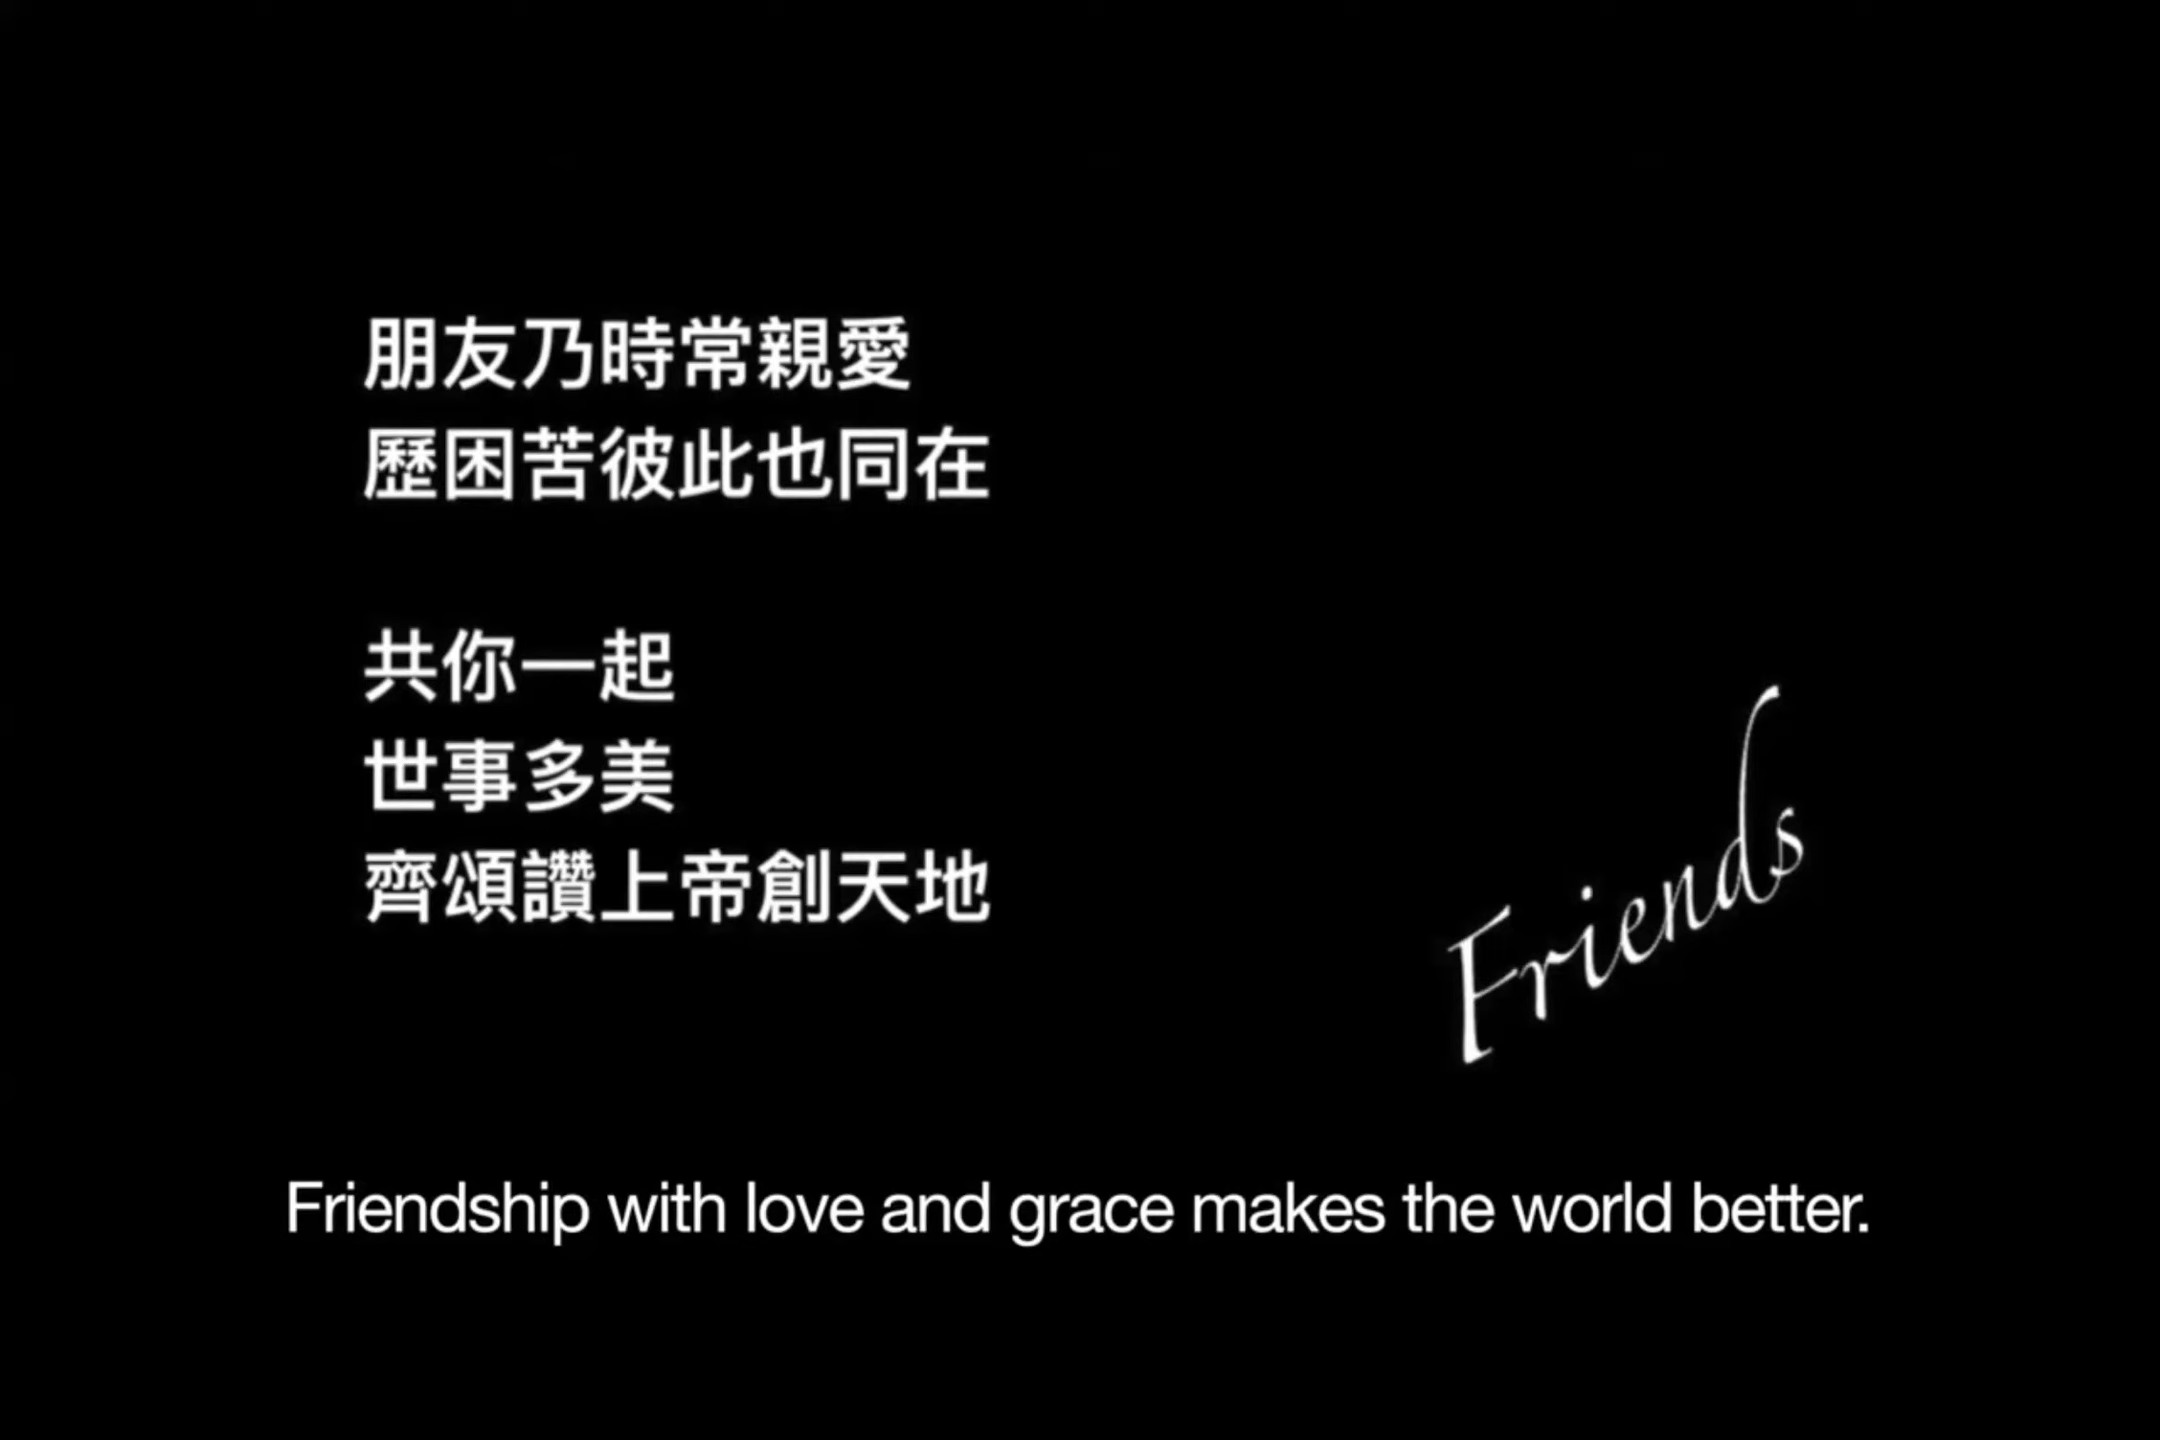 朋友乃時常親愛
歷困苦彼此也同在
共你一起
世事多美
齊頌讚上帝創天地
Friends
Friendship with love and grace makes the world better.